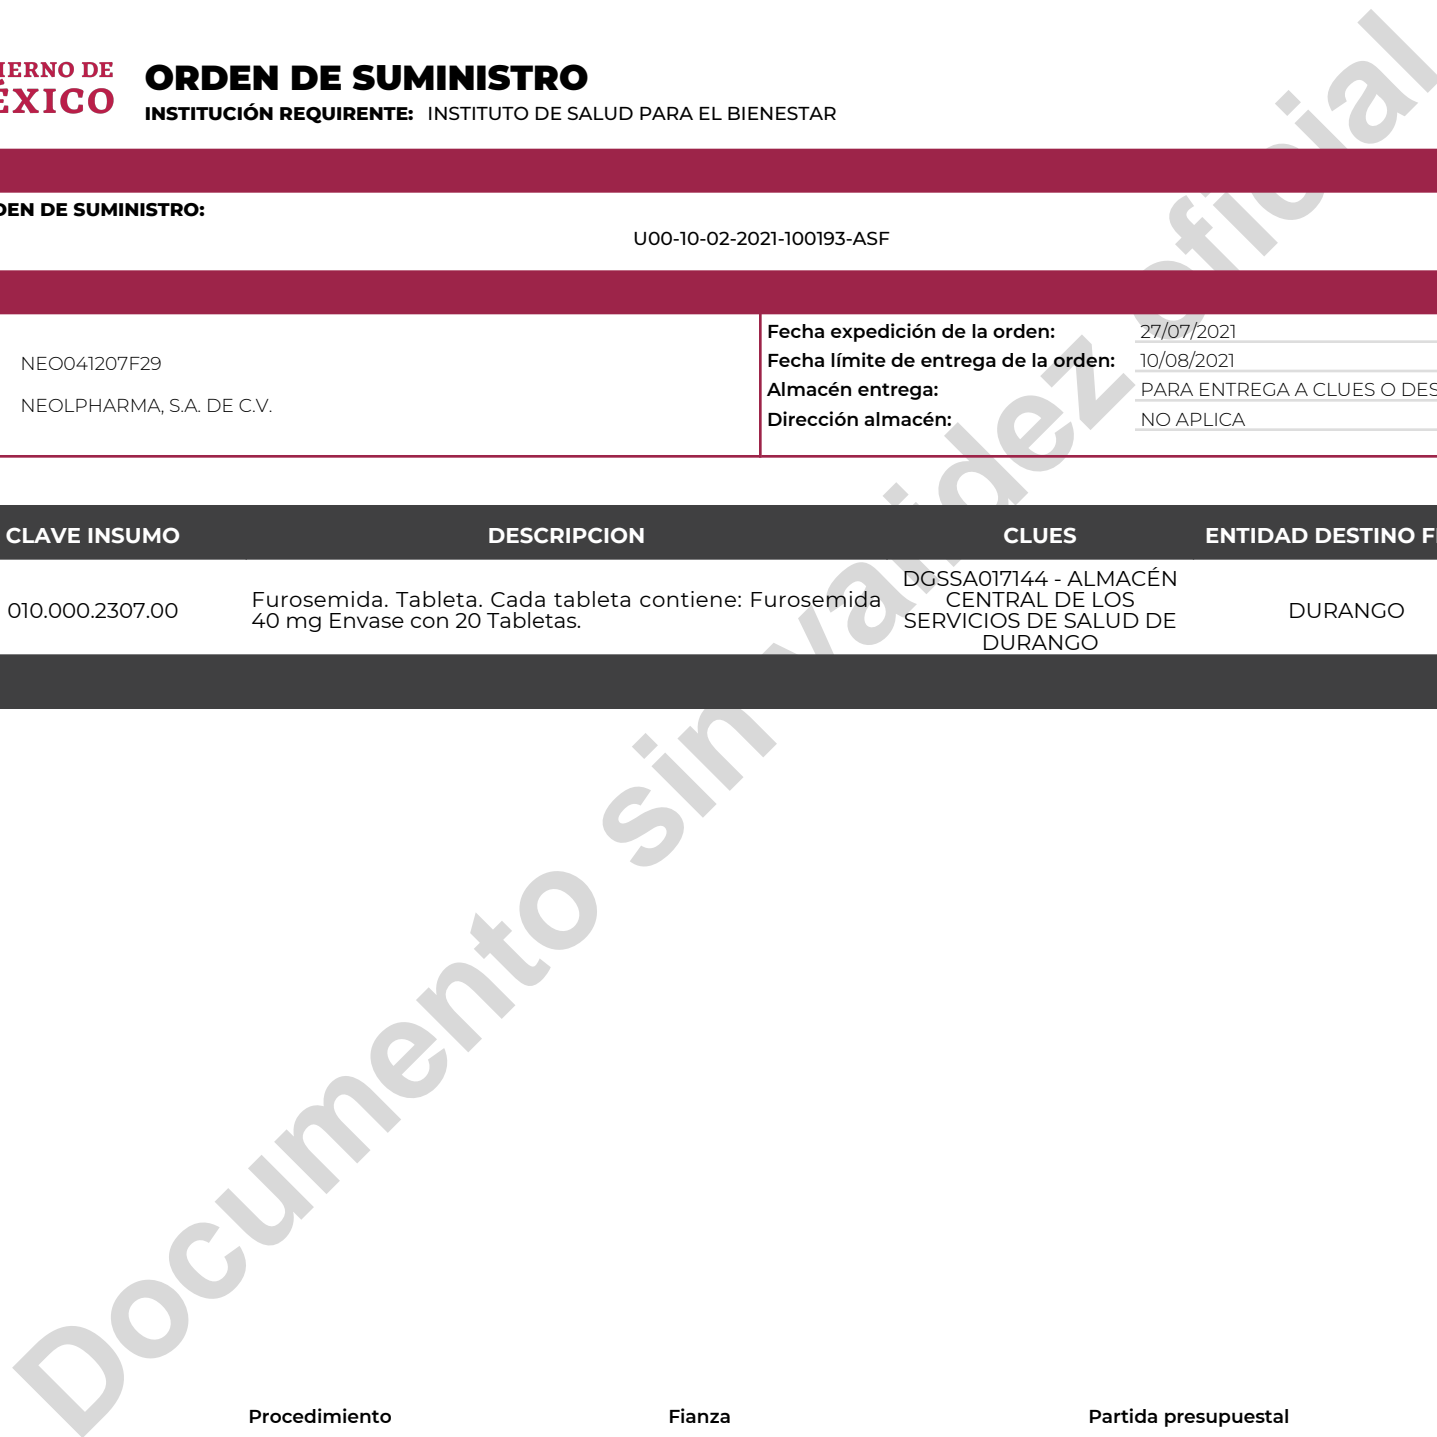 IERNO DE
ÉXICO
ORDEN DE SUMINISTRO
INSTITUCIÓN REQUIRENTE: INSTITUTO DE SALUD PARA EL BIENESTAR
DEN DE SUMINISTRO:
U00-10-02-2021-100193-ASF
NEO041207F29
NEOLPHARMA, S.A. DE C.V.
Fecha expedición de la orden: 27/07/2021
Fecha límite de entrega de la orden: 10/08/2021
Almacén entrega: PARA ENTREGA A CLUES O DES
Dirección almacén: NO APLICA
CLAVE INSUMO DESCRIPCION CLUES ENTIDAD DESTINO F
010.000.2307.00
Furosemida. Tableta. Cada tableta contiene: Furosemida
40 mg Envase con 20 Tabletas.
DGSSA017144 - ALMACÉN
CENTRAL DE LOS
SERVICIOS DE SALUD DE
DURANGO
DURANGO
Documento sin validez oficial
Procedimiento Fianza Partida presupuestal